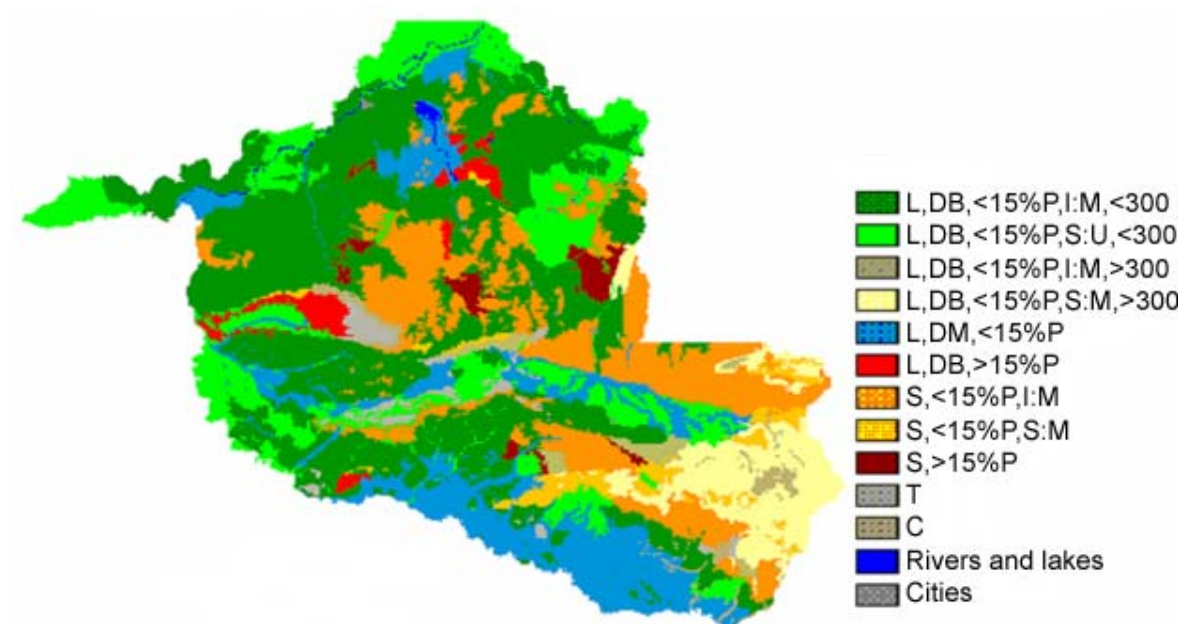 L,DB,<15%P,I:M,<300
L,DB,<15%P,S:U,<300
L,DB,<15%P,I:M,>300
L,DB,<15%P,S:M,>300
L,DM,<15%P
L,DB,>15%P
S,<15%P,I:M
S,<15%P,S:M
S,>15%P
T
C
Rivers and lakes
Cities